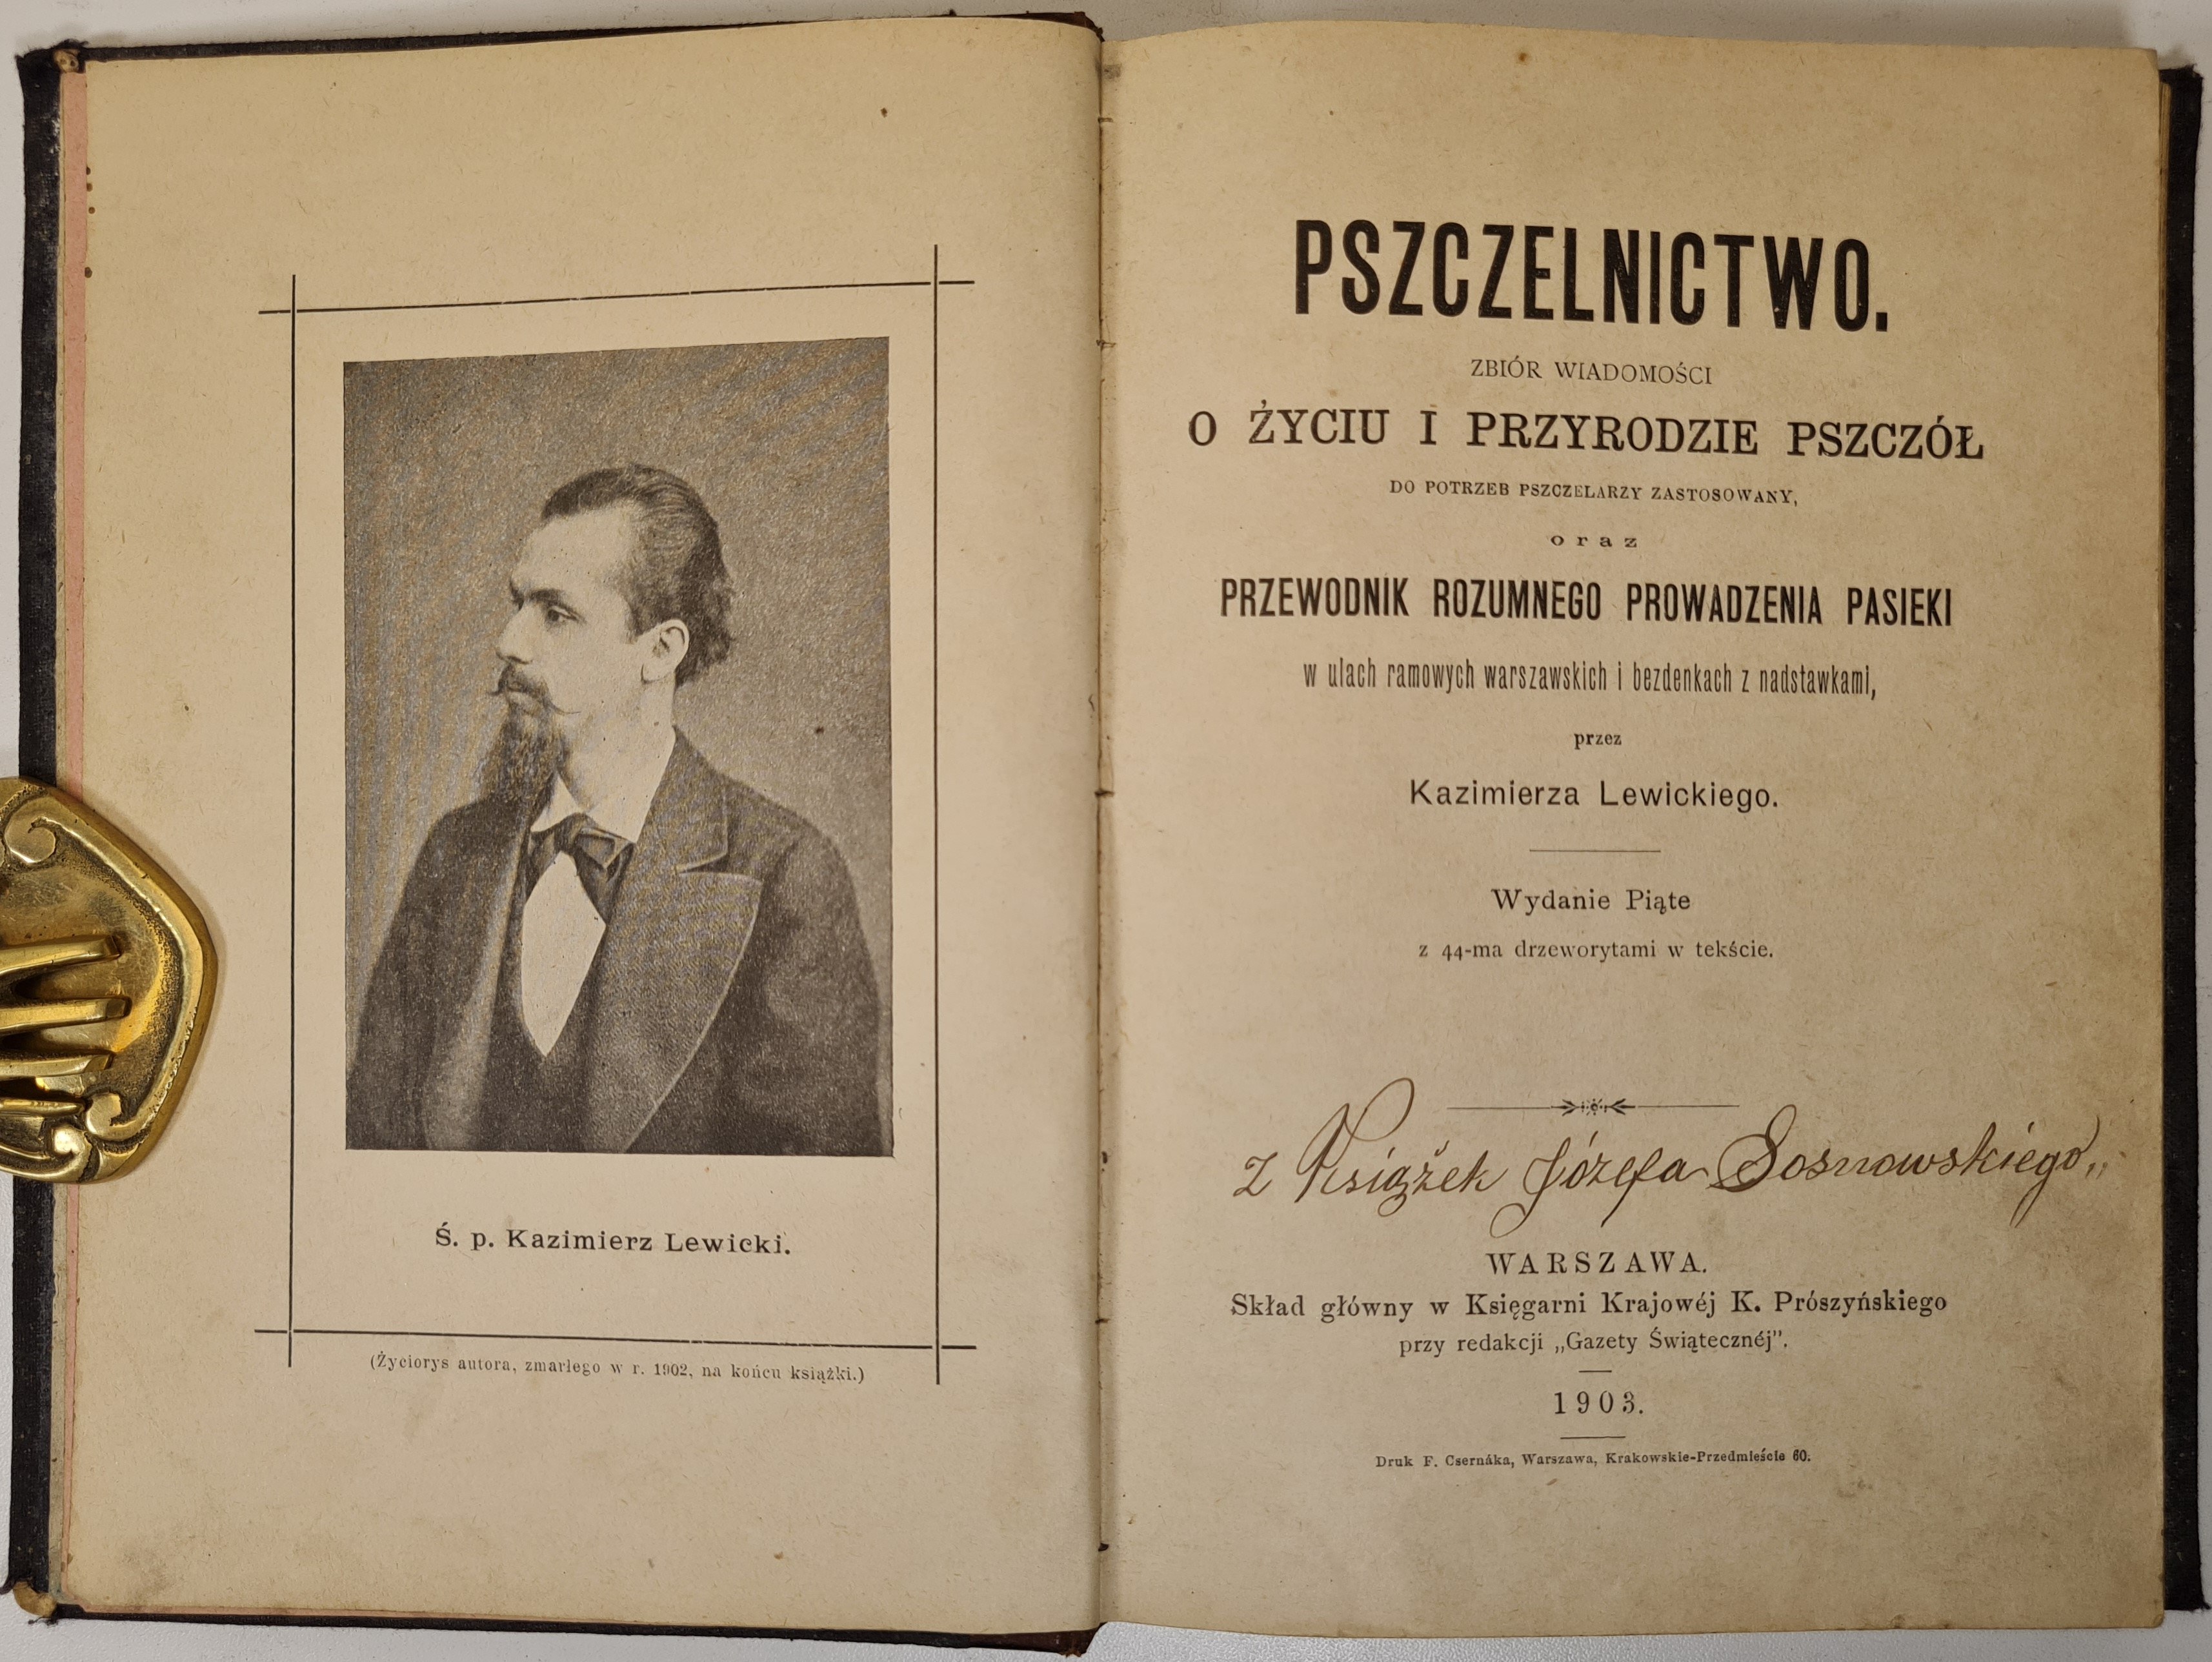 Ś. p. Kazimierz Lewicki.
(Życiorys autora, zmarłego w r. 1902, na końcu książki.)
PSZCZELNICTWO.
ZBIÓR WIADOMOŚCI
O ŻYCIU I PRZYRODZIE PSZCZÓŁ
DO POTRZEB PSZCZELARZY ZASTOSOWANY,
oraz
PRZEWODNIK ROZUMNEGO PROWADZENIA PASIEKI
w ulach ramowych warszawskich i bezdenkach z nadstawkami,
przez
Kazimierza Lewickiego.
Wydanie Piąte
z 44-ma drzeworytami w tekście.
Z Książek Józefa Sosnowskiego„
WARSZAWA.
Skład główny w Księgarni Krajowéj K. Prószyńskiego
przy redakcji „Gazety Świątecznéj".
1903.
Druk F. Csernáka, Warszawa, Krakowskie-Przedmieście 60.